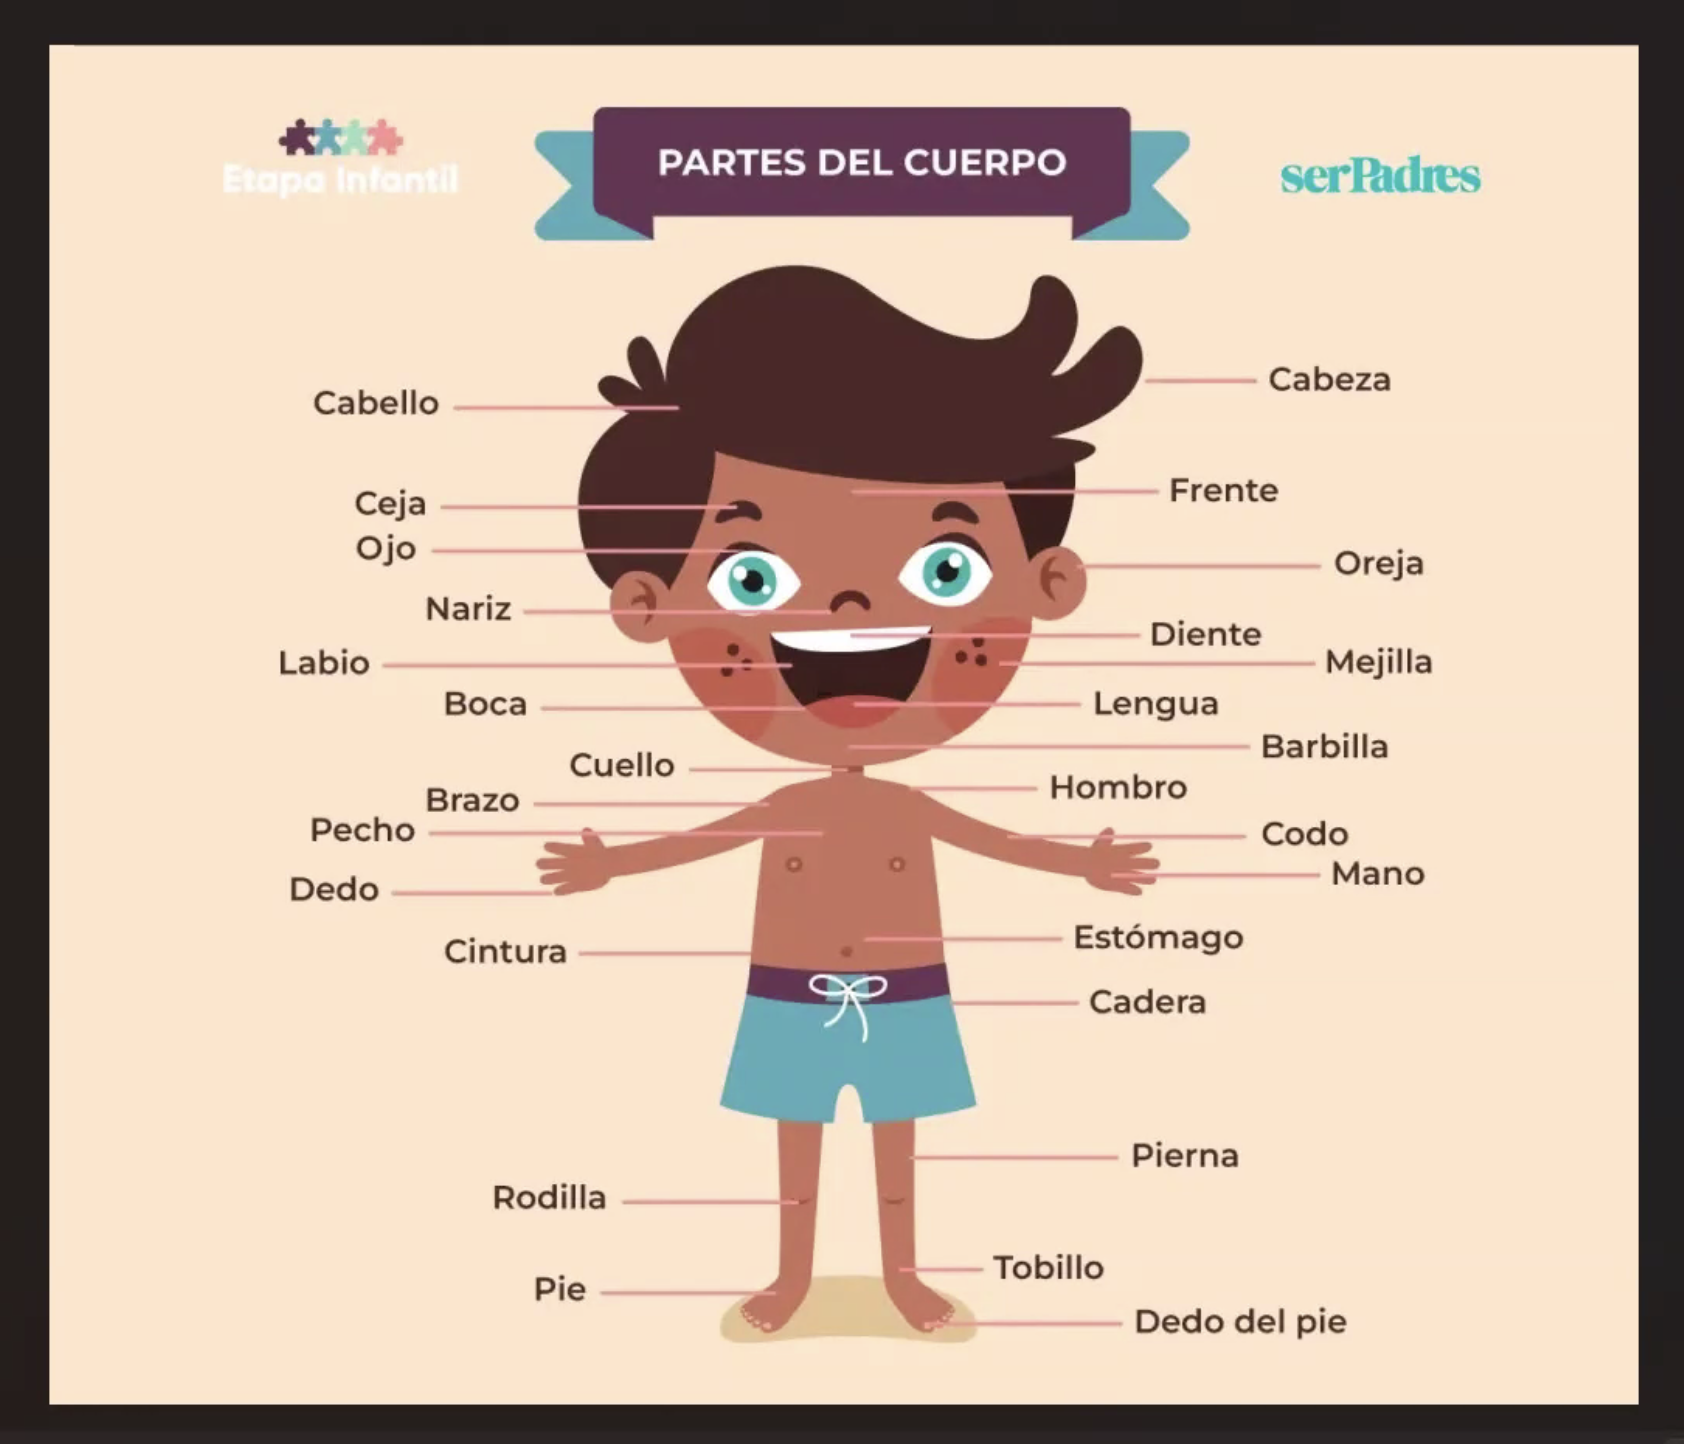 Etapa Infantil
PARTES DEL CUERPO
serPadres
Cabello
Cabeza
Ceja
Frente
Ojo
Oreja
Nariz
Diente
Labio
Mejilla
Boca
Lengua
Cuello
Barbilla
Brazo
Hombro
Pecho
Codo
Dedo
Mano
Cintura
Estómago
Cadera
Pierna
Rodilla
Tobillo
Pie
Dedo del pie